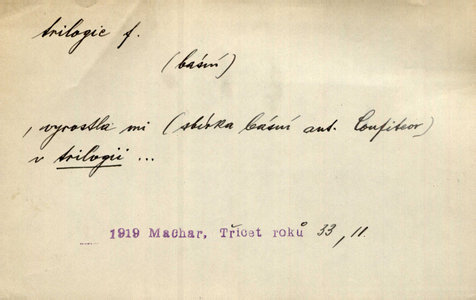 trilogie f.
(básní)
, vyrostla mi (sbírka básní aut. Confiteor)
v trilogii ...
1919 Machar, Třicet roků 33, 11.